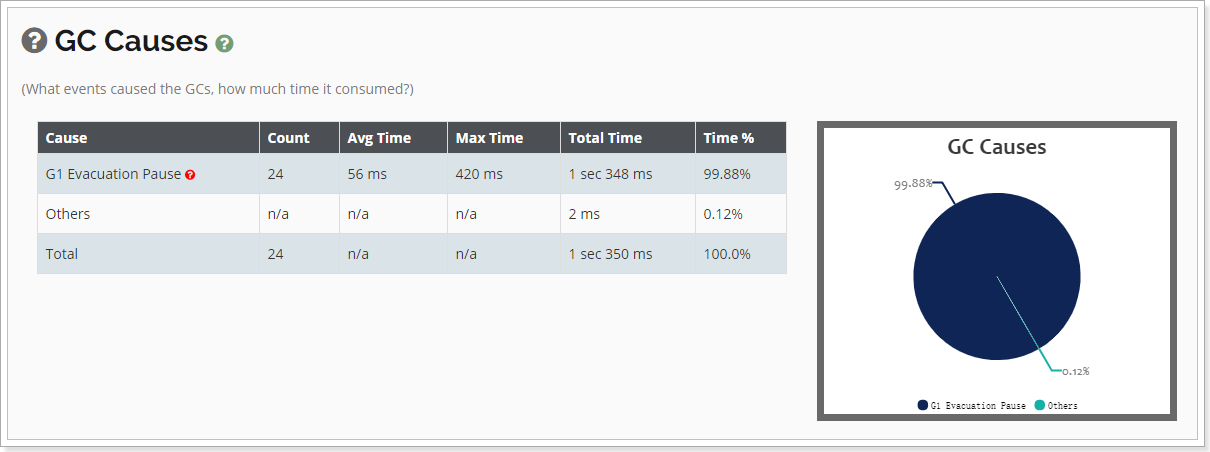 GC Causes
(What events caused the GCs, how much time it consumed?)
Cause Count Avg Time Max Time Total Time Time %
G1 Evacuation Pause 24 56 ms 420 ms 1 sec 348 ms 99.88%
Others n/a n/a n/a 2 ms 0.12%
Total 24 n/a n/a 1 sec 350 ms 100.0%
GC Causes
99.88%
0.12%
G1 Evacuation Pause Others